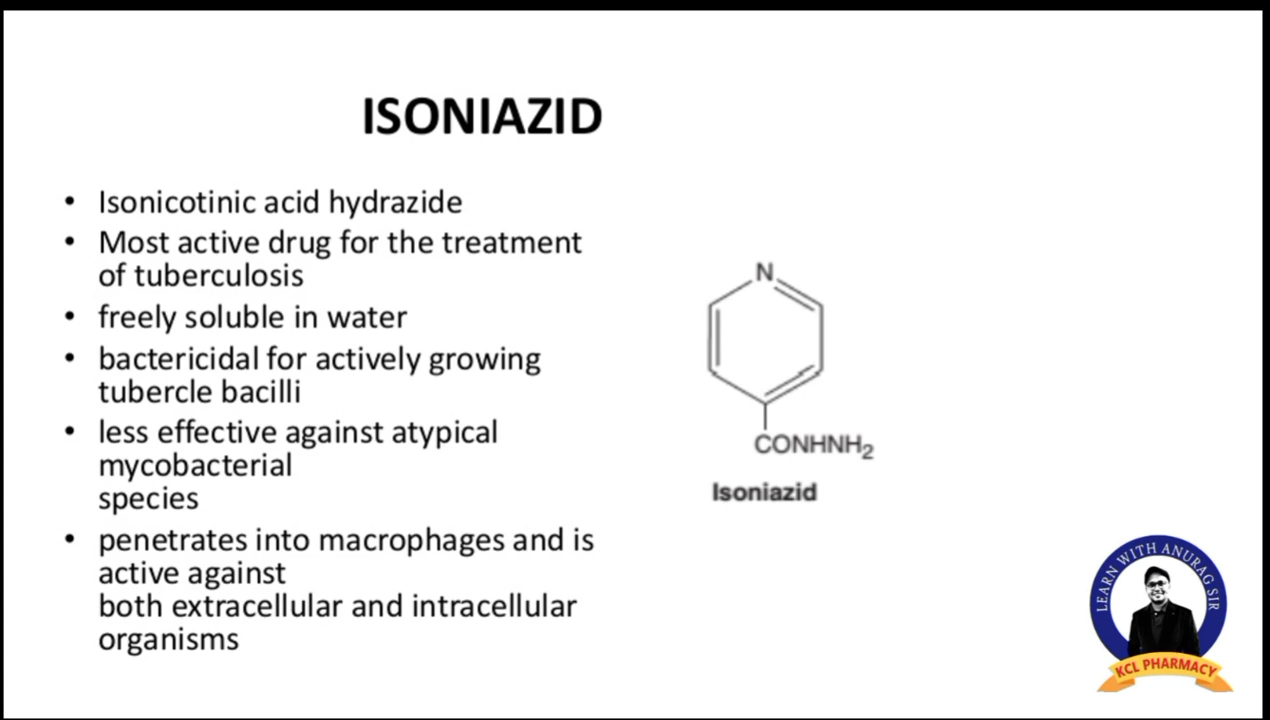 ISONIAZID
• Isonicotinic acid hydrazide
• Most active drug for the treatment
of tuberculosis
• freely soluble in water
• bactericidal for actively growing
tubercle bacilli
• less effective against atypical
mycobacterial
species
• penetrates into macrophages and is
active against
both extracellular and intracellular
organisms
N
CONHNH₂
Isoniazid
LEARN WITH ANURAG SIR
KCL PHARMACY